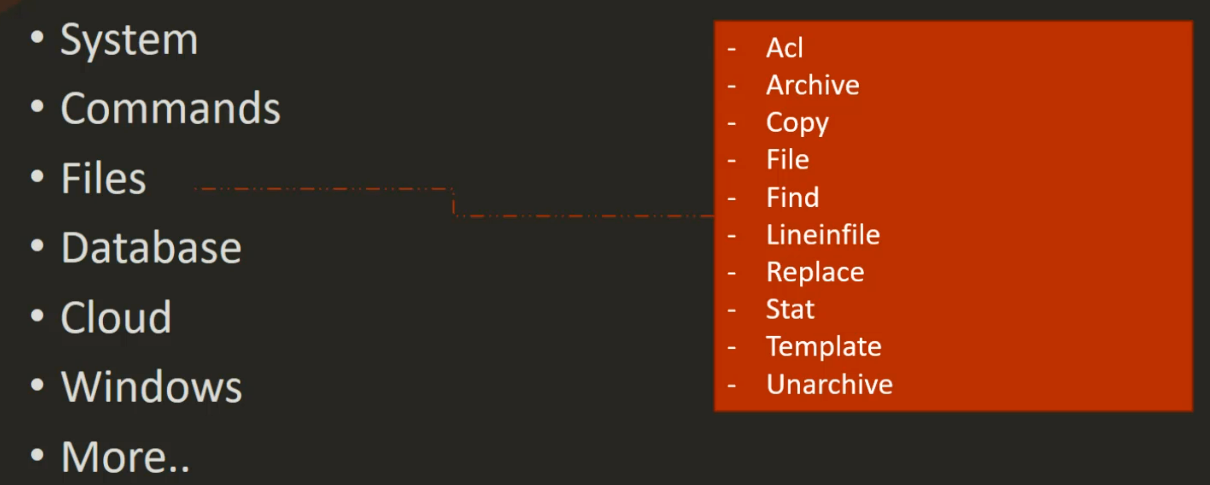 • System
• Commands
• Files
• Database
• Cloud
• Windows
• More..
- Acl
- Archive
- Copy
- File
- Find
- Lineinfile
- Replace
- Stat
- Template
- Unarchive